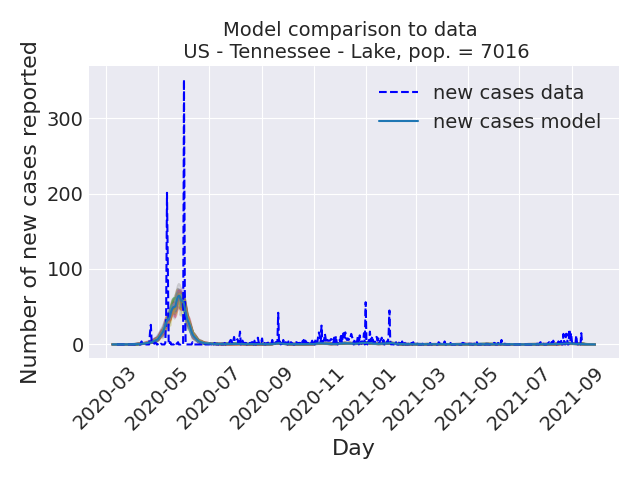 Model comparison to data
US - Tennessee - Lake, pop. = 7016
Number of new cases reported
300
200
100
0
new cases data
new cases model
2020-03
2020-05
2020-07
2020-09
2020-11
2021-01
2021-03
2021-05
2021-07
2021-09
Day